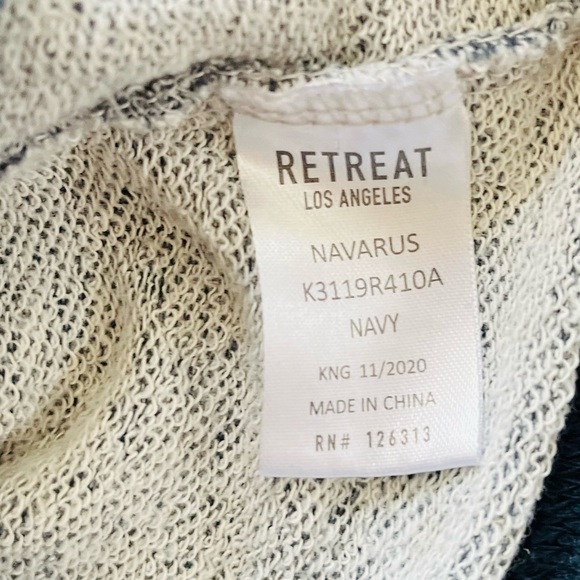 RETREAT
LOS ANGELES
NAVARUS
K3119R410A
NAVY
KNG 11/2020
MADE IN CHINA
RN# 126313